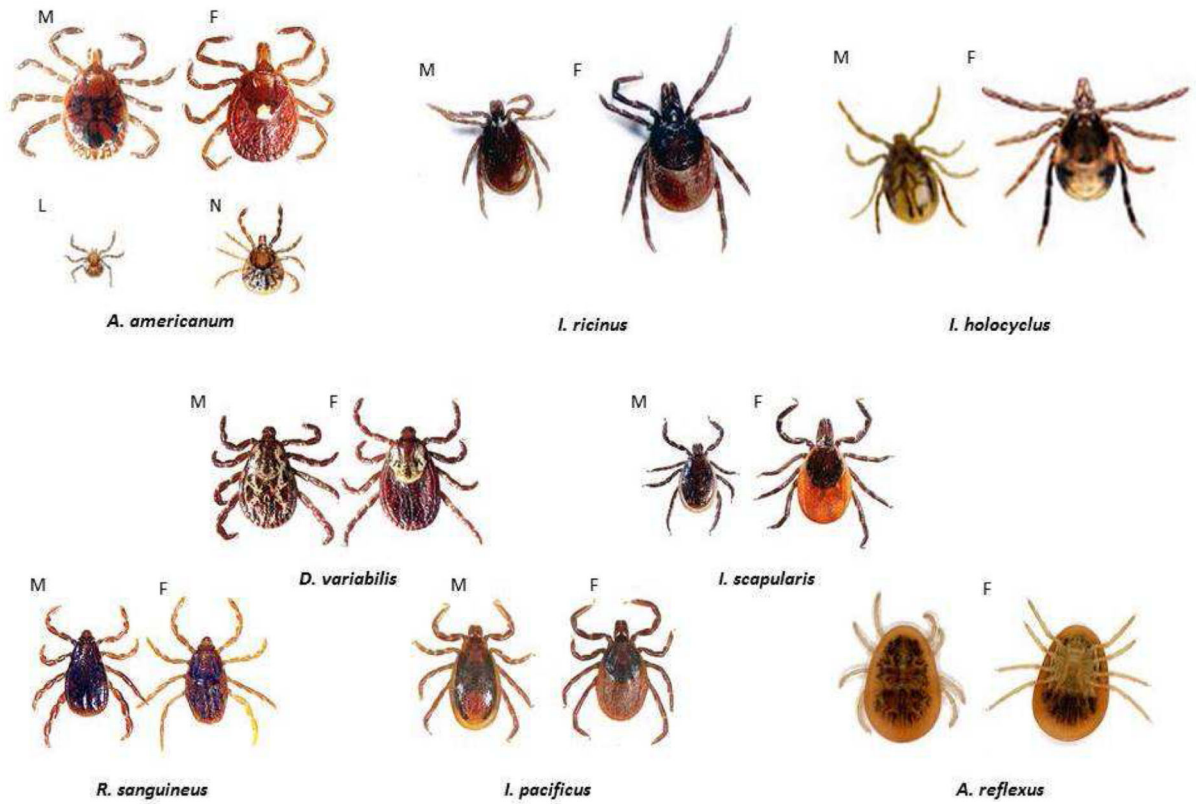 M F
M F
M F
L N
A. americanum
I. ricinus
I. holocyclus
M F
M F
D. variabilis
I. scapularis
M F
M F
F
R. sanguineus
I. pacificus
A. reflexus